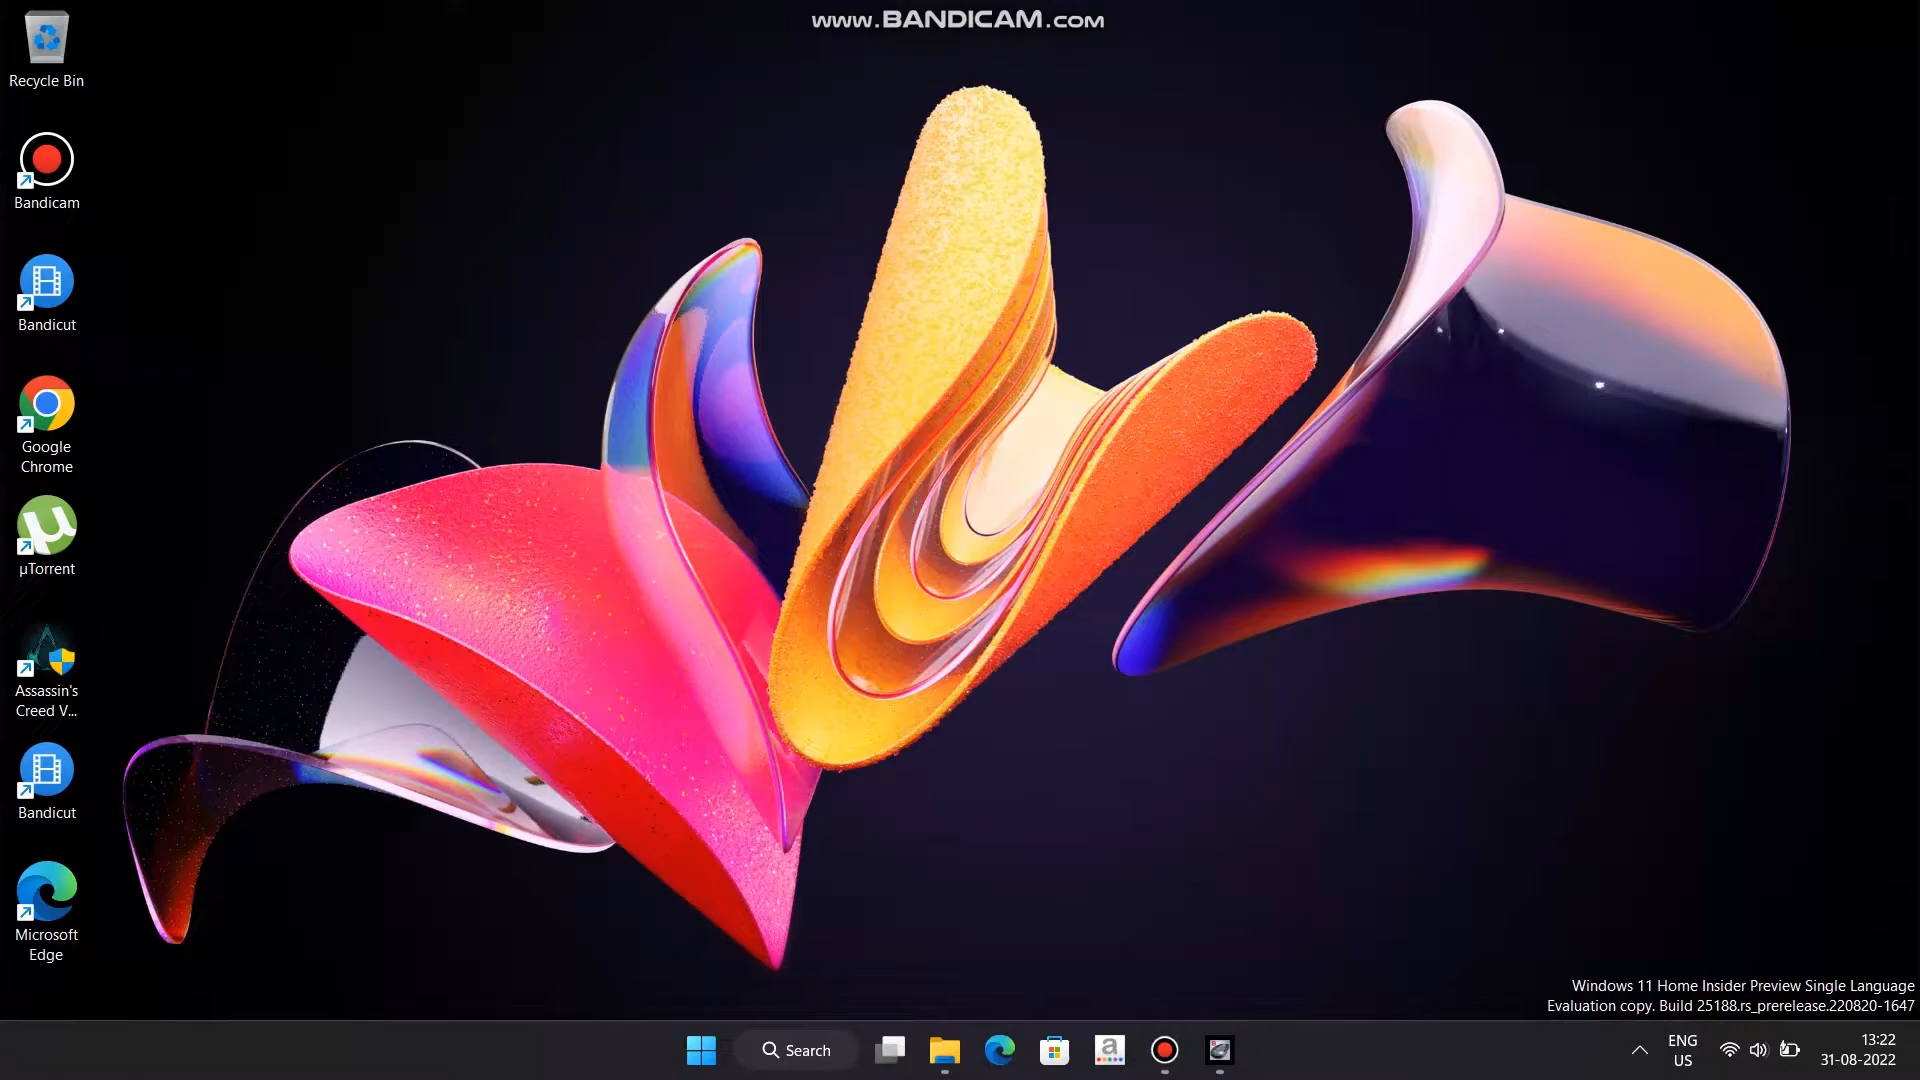 www.BANDICAM.com
Recycle Bin
Bandicam
Bandicut
Google
Chrome
µTorrent
Assassin's
Creed V...
Bandicut
Microsoft
Edge
Windows 11 Home Insider Preview Single Language
Evaluation copy. Build 25188.rs_prerelease.220820-1647
Search
a
ENG
US
13:22
31-08-2022